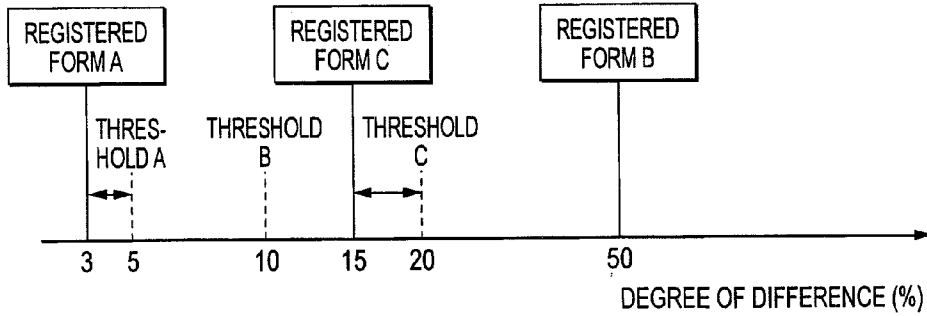 REGISTERED
FORM A
REGISTERED
FORM C
REGISTERED
FORM B
THRES-
HOLD A
THRESHOLD
B
THRESHOLD
C
3 5 10 15 20 50
DEGREE OF DIFFERENCE (%)